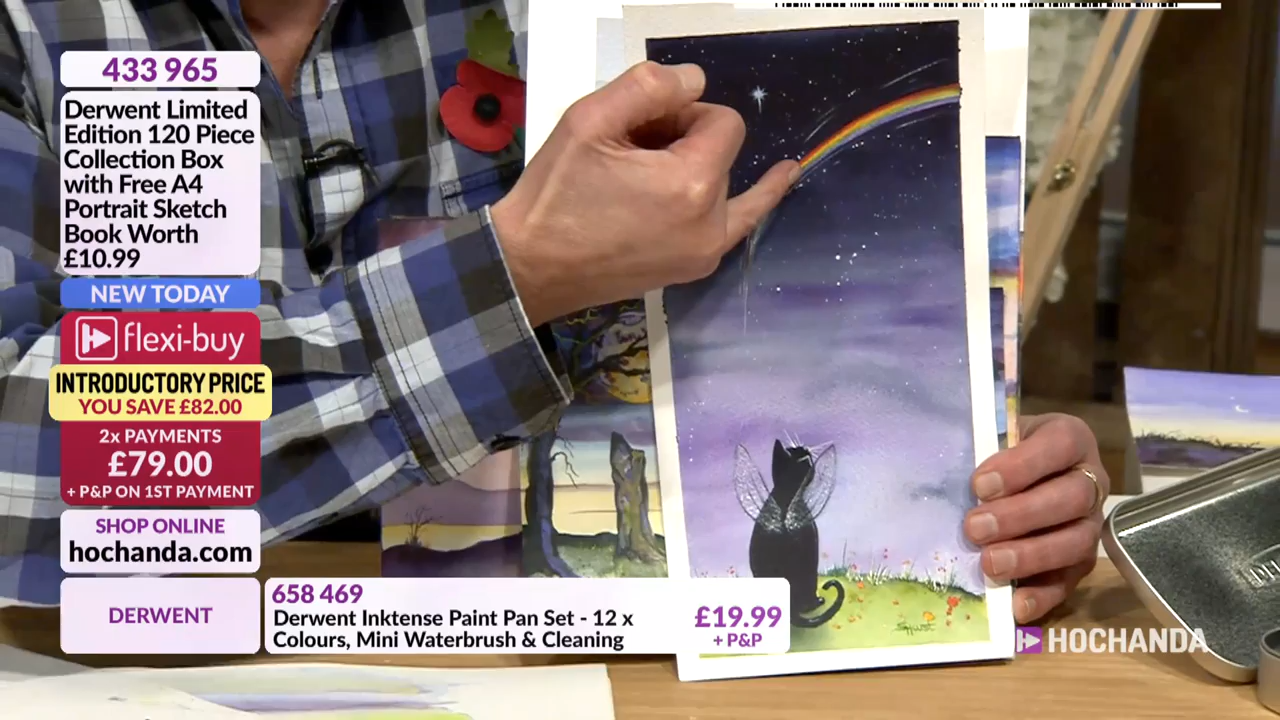 433 965
Derwent Limited
Edition 120 Piece
Collection Box
with Free A4
Portrait Sketch
Book Worth
£10.99
NEW TODAY
flexi-buy
INTRODUCTORY PRICE
YOU SAVE £82.00
2x PAYMENTS
£79.00
+ P&P ON 1ST PAYMENT
SHOP ONLINE
hochanda.com
DERWENT
658 469
Derwent Inktense Paint Pan Set - 12 x
Colours, Mini Waterbrush & Cleaning
£19.99
+ P&P
HOCHANDA